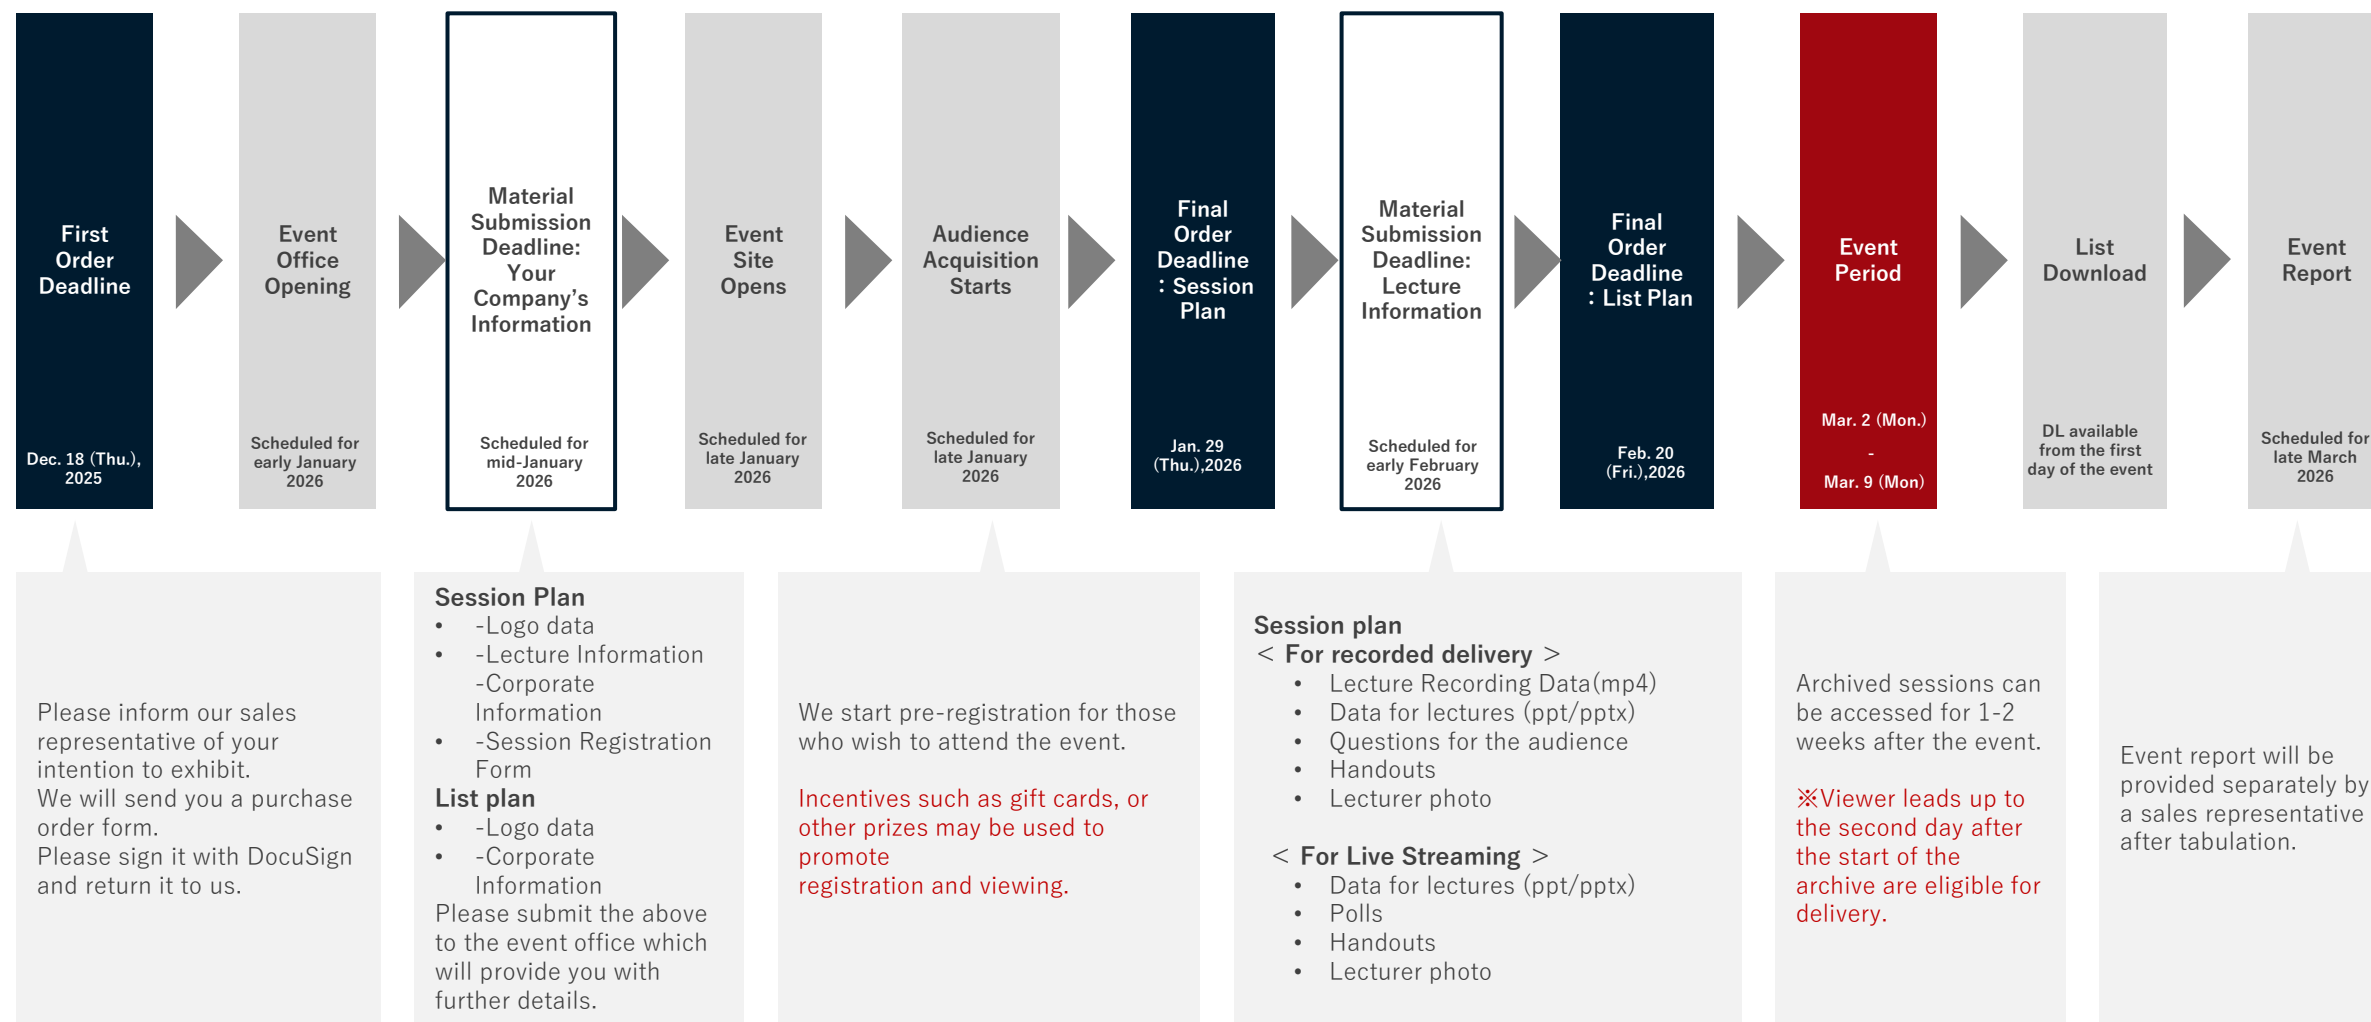 First
Order
Deadline
Dec. 18 (Thu.),
2025
Event
Office
Opening
Scheduled for
early January
2026
Material
Submission
Deadline:
Your
Company’s
Information
Scheduled for
mid-January
2026
Event
Site
Opens
Scheduled for
late January
2026
Audience
Acquisition
Starts
Scheduled for
late January
2026
Final
Order
Deadline
：Session
Plan
Jan. 29
(Thu.),2026
Material
Submission
Deadline:
Lecture
Information
Scheduled for
early February
2026
Final
Order
Deadline
：List Plan
Feb. 20
(Fri.),2026
Event
Period
Mar. 2 (Mon.)
-
Mar. 9 (Mon)
List
Download
DL available
from the first
day of the event
Event
Report
Scheduled for
late March
2026
Please inform our sales
representative of your
intention to exhibit.
We will send you a purchase
order form.
Please sign it with DocuSign
and return it to us.
Session Plan
• -Logo data
• -Lecture Information
-Corporate
Information
• -Session Registration
Form
List plan
• -Logo data
• -Corporate
Information
Please submit the above
to the event office which
will provide you with
further details.
We start pre-registration for those
who wish to attend the event.
Incentives such as gift cards, or
other prizes may be used to
promote
registration and viewing.
Session plan
＜ For recorded delivery ＞
• Lecture Recording Data(mp4)
• Data for lectures (ppt/pptx)
• Questions for the audience
• Handouts
• Lecturer photo
＜ For Live Streaming ＞
• Data for lectures (ppt/pptx)
• Polls
• Handouts
• Lecturer photo
Archived sessions can
be accessed for 1-2
weeks after the event.
※Viewer leads up to
the second day after
the start of the
archive are eligible for
delivery.
Event report will be
provided separately by
a sales representative
after tabulation.